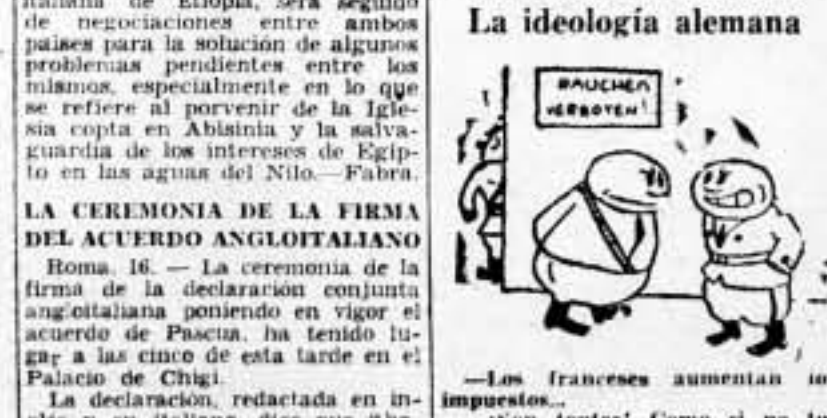 italiana de Etiopía, será seguido
de negociaciones entre ambos
países para la solución de algunos
problemas pendientes entre los
mismos, especialmente en lo que
se refiere al porvenir de la Igle-
sia copta en Abisinia y la salva-
guardia de los intereses de Egip-
to en las aguas del Nilo.—Fabra.
LA CEREMONIA DE LA FIRMA
DEL ACUERDO ANGLOITALIANO
Roma, 16. — La ceremonia de la
firma de la declaración conjunta
angloitaliana poniendo en vigor el
acuerdo de Pascua, ha tenido lu-
gar a las cinco de esta tarde en el
Palacio de Chigi.
La declaración, redactada en in-
La ideología alemana
RAUCHEN
VERBOTEN!
—Los franceses aumentan
impuestos...